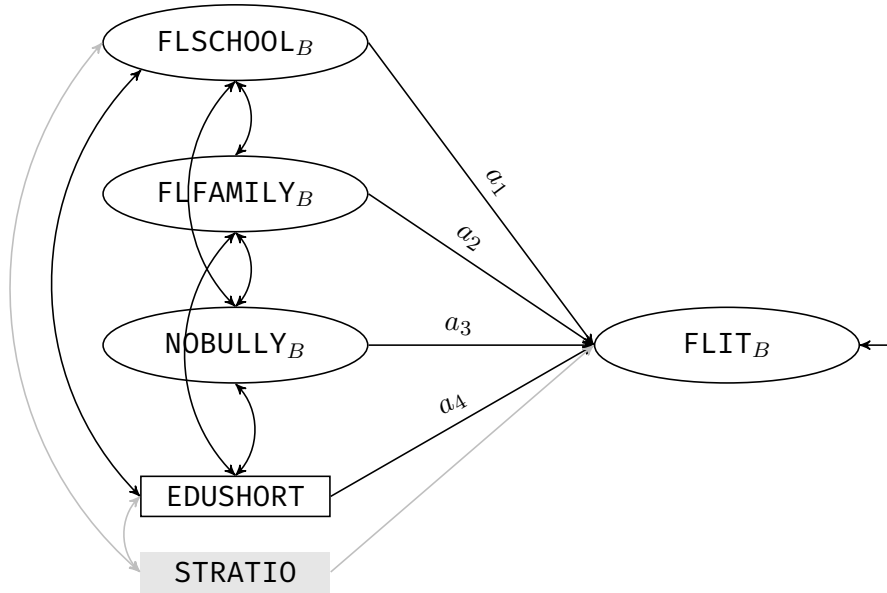 FLSCHOOL_B
a_1
FLFAMILY_B
a_2
NOBULLY_B
a_3
FLIT_B
a_4
EDUSHORT
STRATIO